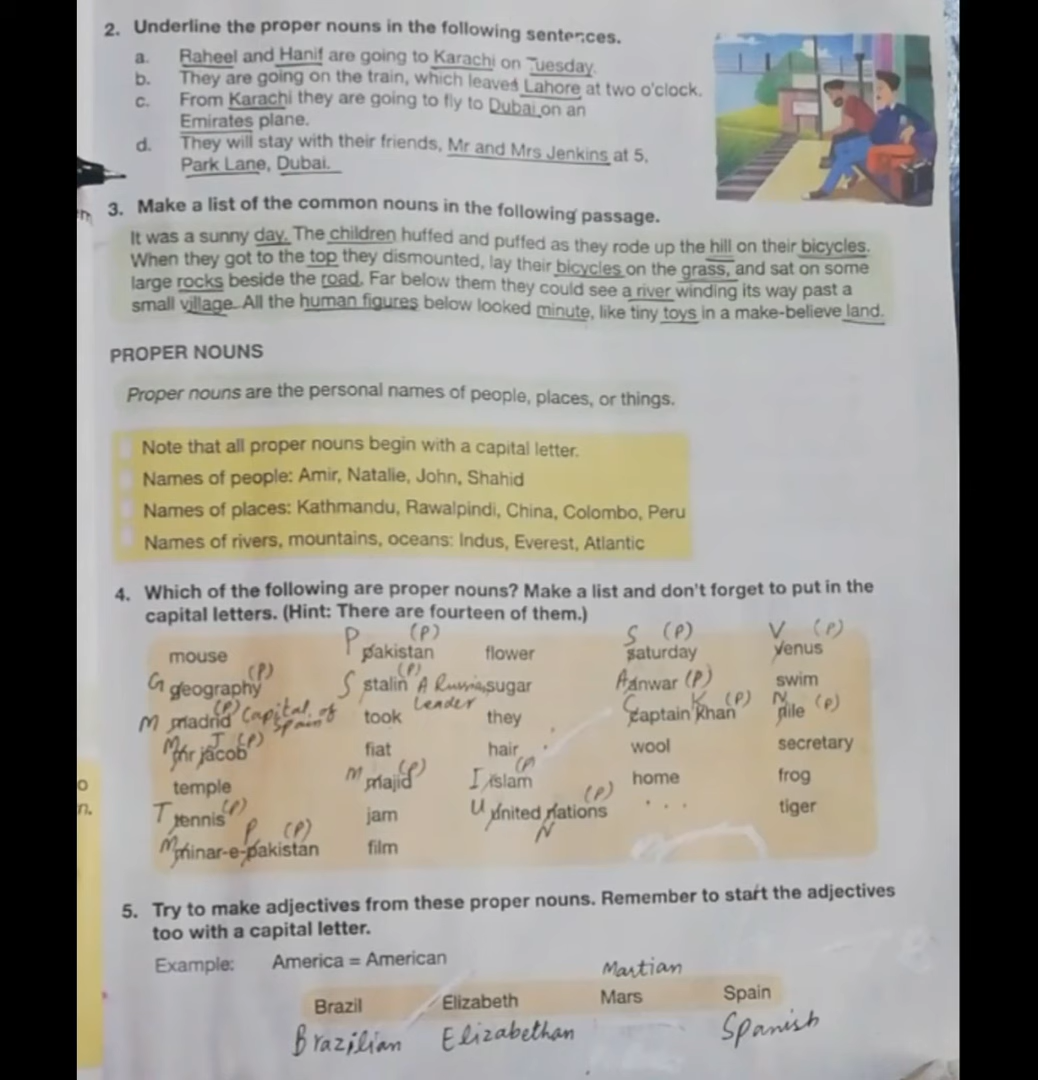 2. Underline the proper nouns in the following sentences.
a. Raheel and Hanif are going to Karachi on Tuesday.
b. They are going on the train, which leaves Lahore at two o'clock.
c. From Karachi they are going to fly to Dubai on an
Emirates plane.
d. They will stay with their friends, Mr and Mrs Jenkins at 5,
Park Lane, Dubai.
3. Make a list of the common nouns in the following passage.
It was a sunny day. The children huffed and puffed as they rode up the hill on their bicycles.
When they got to the top they dismounted, lay their bicycles on the grass, and sat on some
large rocks beside the road. Far below them they could see a river winding its way past a
small village. All the human figures below looked minute, like tiny toys in a make-believe land.
PROPER NOUNS
Proper nouns are the personal names of people, places, or things.
Note that all proper nouns begin with a capital letter.
Names of people: Amir, Natalie, John, Shahid
Names of places: Kathmandu, Rawalpindi, China, Colombo, Peru
Names of rivers, mountains, oceans: Indus, Everest, Atlantic
4. Which of the following are proper nouns? Make a list and don't forget to put in the
capital letters. (Hint: There are fourteen of them.)
P (P) S (P) V (P)
mouse pakistan flower saturday venus
G geography (P) S stalin (P) A Russian leader sugar A anwar (P) swim
M madrid (P) Capital of Spain took they C captain Khan K (P) N nile (P)
M mr jacob J (P) fiat hair wool secretary
temple M majid (P) I islam (P) home frog
T tennis (P) jam U united nations N (P) . . . tiger
M minar-e-pakistan P (P) film
5. Try to make adjectives from these proper nouns. Remember to start the adjectives
too with a capital letter.
Example: America = American
Martian
Brazil Elizabeth Mars Spain
Brazilian Elizabethan Spanish